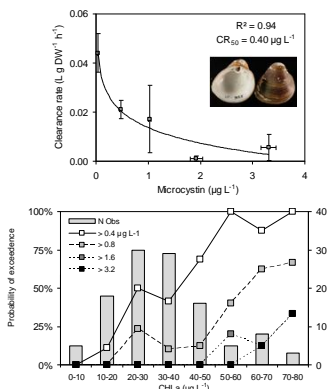 0.06
R² = 0.94
CR50 = 0.40 µg L-1
0.04
0.02
0.00
Clearance rate (L g DW-1 h-1)
0 1 2 3 4
Microcystin (µg L-1)
100% 40
N Obs
> 0.4 µg L-1
> 0.8
> 1.6
> 3.2
75% 30
50% 20
25% 10
0% 0
Probability of exceedence
0-10 10-20 20-30 30-40 40-50 50-60 60-70 70-80
CHLa (µg L-1)